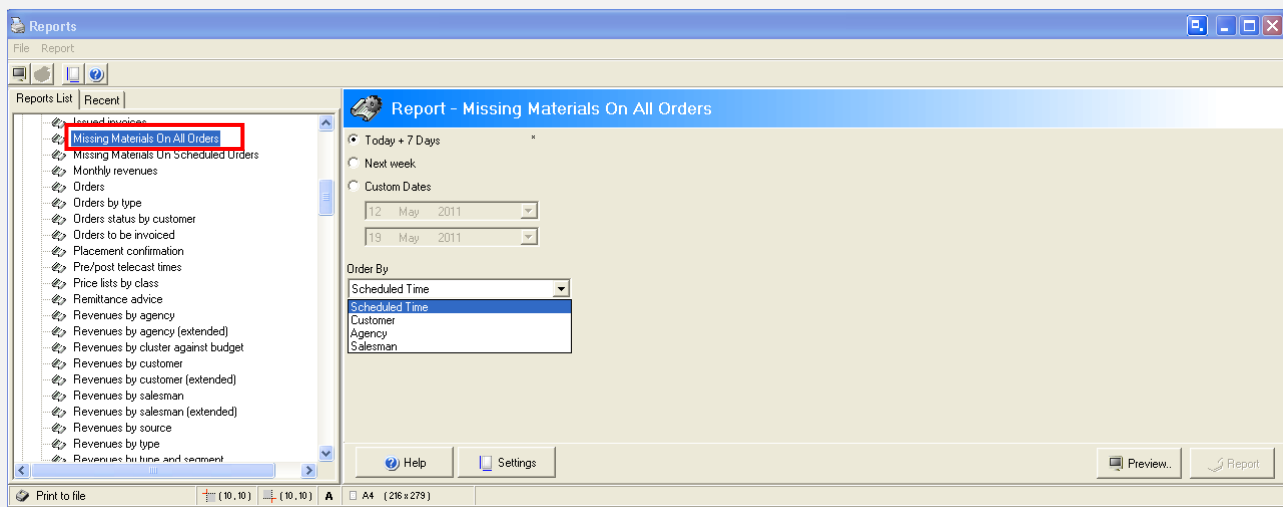 Reports
File Report
Reports List Recent
Issued invoices
Missing Materials On All Orders
Missing Materials On Scheduled Orders
Monthly revenues
Orders
Orders by type
Orders status by customer
Orders to be invoiced
Placement confirmation
Pre/post telecast times
Price lists by class
Remittance advice
Revenues by agency
Revenues by agency (extended)
Revenues by cluster against budget
Revenues by customer
Revenues by customer (extended)
Revenues by salesman
Revenues by salesman (extended)
Revenues by source
Revenues by type
Revenues by type and segment
Report - Missing Materials On All Orders
Today + 7 Days *
Next week
Custom Dates
12 May 2011
19 May 2011
Order By
Scheduled Time
Scheduled Time
Customer
Agency
Salesman
Help Settings Preview.. Report
Print to file (10,10) (10,10) A A4 (216 x 279)